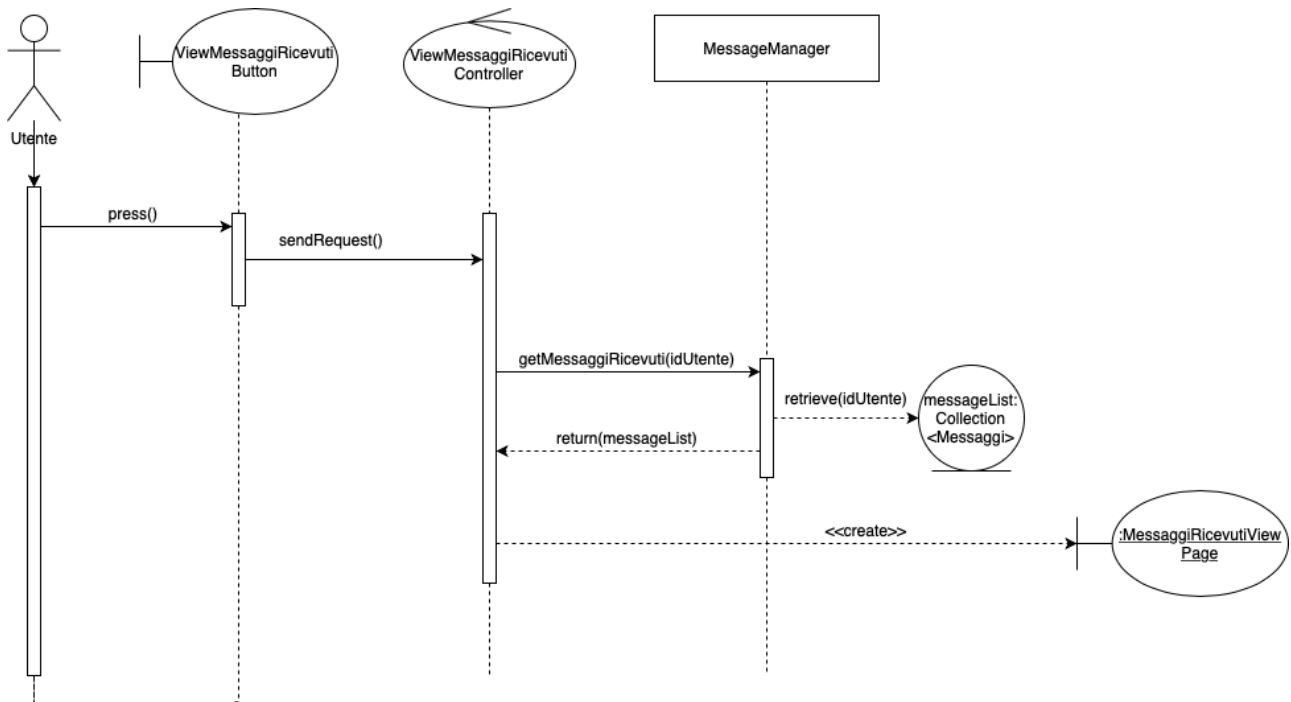 ViewMessaggiRicevuti
Button
ViewMessaggiRicevuti
Controller
MessageManager
Utente
press()
sendRequest()
getMessaggiRicevuti(idUtente)
retrieve(idUtente)
messageList:
Collection
<Messaggi>
return(messageList)
<<create>>
:MessaggiRicevutiView
Page